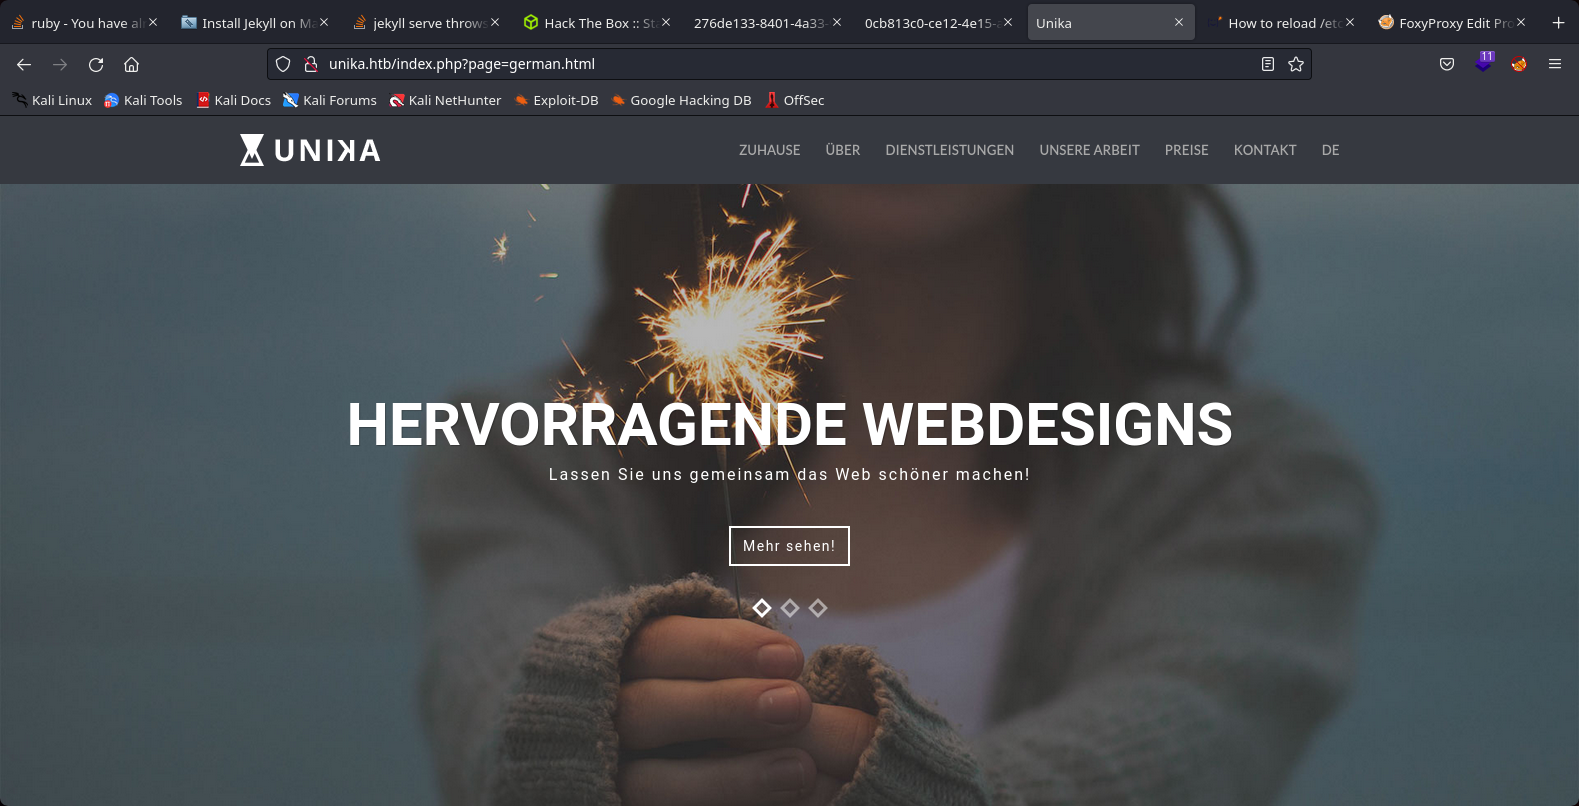 ruby - You have al
Install Jekyll on Ma
jekyll serve throws
Hack The Box :: Sta
276de133-8401-4a33-
0cb813c0-ce12-4e15-a
Unika
How to reload /etc
FoxyProxy Edit Pro
unika.htb/index.php?page=german.html
11
Kali Linux
Kali Tools
Kali Docs
Kali Forums
Kali NetHunter
Exploit-DB
Google Hacking DB
OffSec
UNIKA
ZUHAUSE
ÜBER
DIENSTLEISTUNGEN
UNSERE ARBEIT
PREISE
KONTAKT
DE
HERVORRAGENDE WEBDESIGNS
Lassen Sie uns gemeinsam das Web schöner machen!
Mehr sehen!